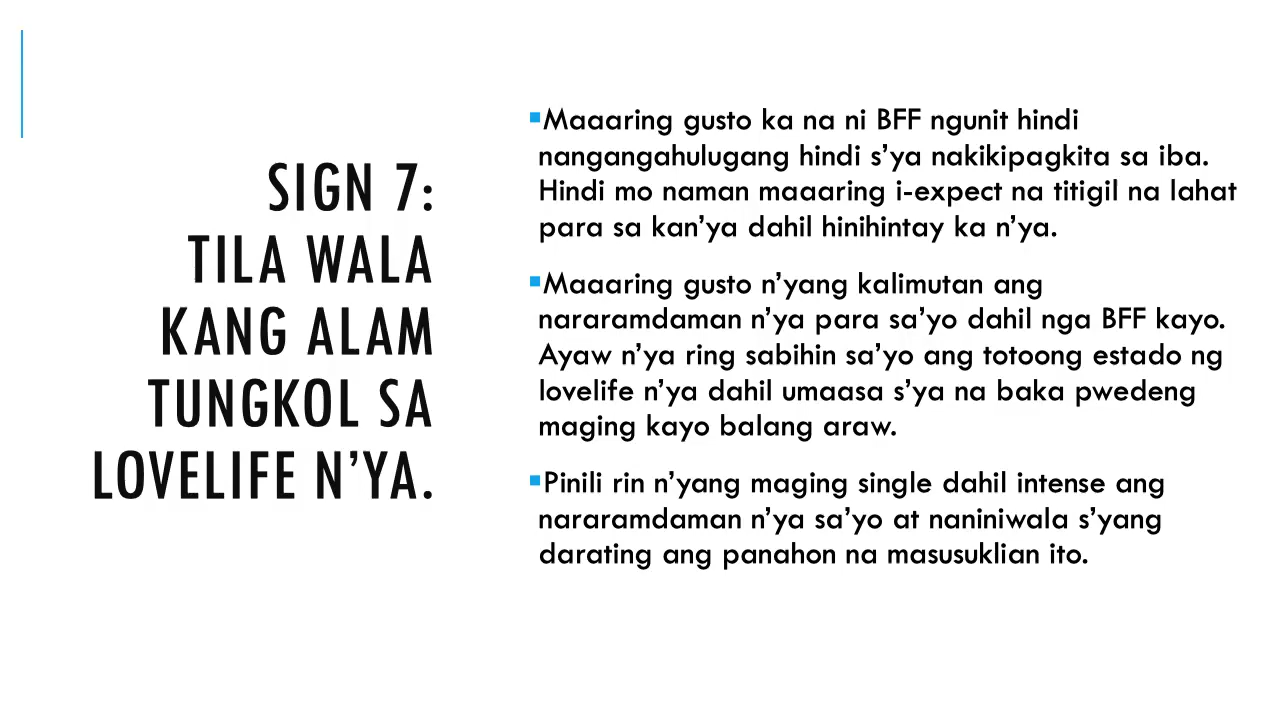 SIGN 7:
TILA WALA
KANG ALAM
TUNGKOL SA
LOVELIFE N’YA.
▪Maaaring gusto ka na ni BFF ngunit hindi
nangangahulugang hindi s’ya nakikipagkita sa iba.
Hindi mo naman maaaring i-expect na titigil na lahat
para sa kan’ya dahil hinihintay ka n’ya.
▪Maaaring gusto n’yang kalimutan ang
nararamdaman n’ya para sa’yo dahil nga BFF kayo.
Ayaw n’ya ring sabihin sa’yo ang totoong estado ng
lovelife n’ya dahil umaasa s’ya na baka pwedeng
maging kayo balang araw.
▪Pinili rin n’yang maging single dahil intense ang
nararamdaman n’ya sa’yo at naniniwala s’yang
darating ang panahon na masusuklian ito.